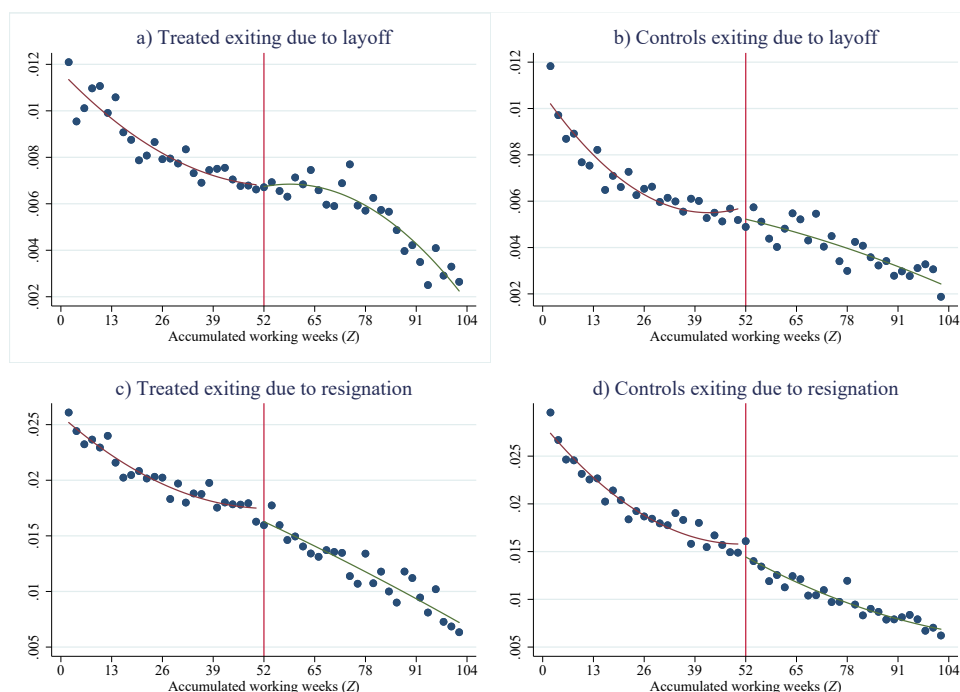 a) Treated exiting due to layoff
.002 .004 .006 .008 .01 .012
0 13 26 39 52 65 78 91 104
Accumulated working weeks (Z)
b) Controls exiting due to layoff
.002 .004 .006 .008 .01 .012
0 13 26 39 52 65 78 91 104
Accumulated working weeks (Z)
c) Treated exiting due to resignation
.005 .01 .015 .02 .025
0 13 26 39 52 65 78 91 104
Accumulated working weeks (Z)
d) Controls exiting due to resignation
.005 .01 .015 .02 .025
0 13 26 39 52 65 78 91 104
Accumulated working weeks (Z)